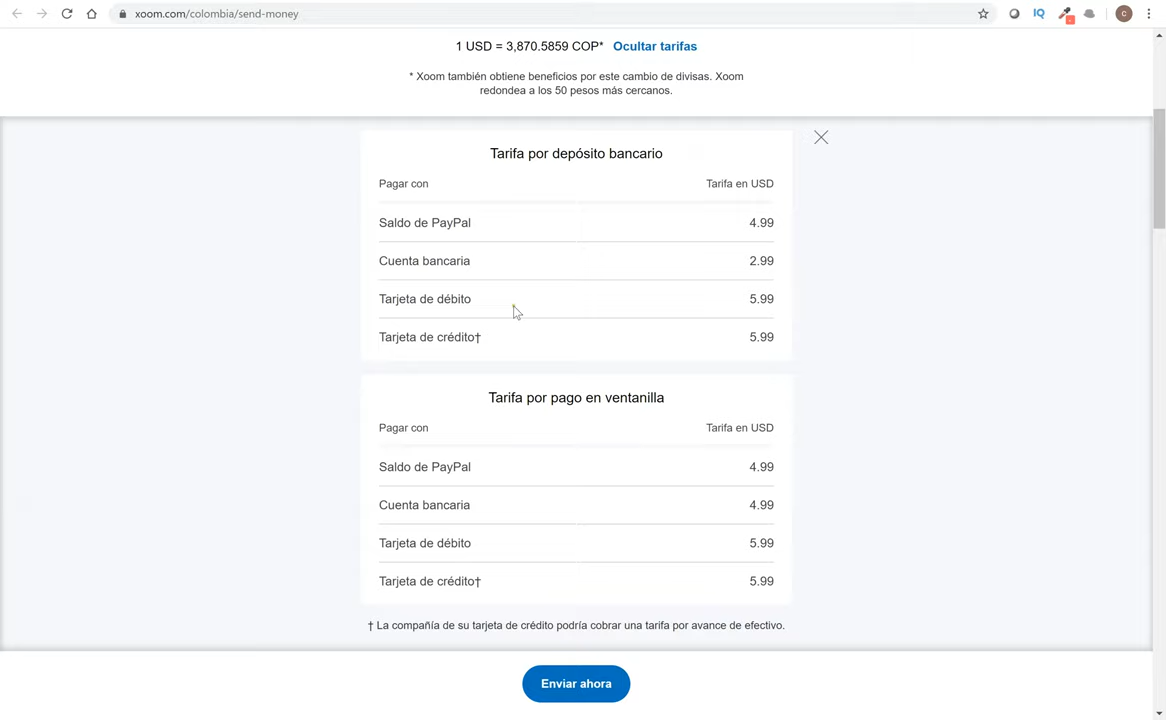 xoom.com/colombia/send-money
IQ
c
1 USD = 3,870.5859 COP* Ocultar tarifas
* Xoom también obtiene beneficios por este cambio de divisas. Xoom
redondea a los 50 pesos más cercanos.
Tarifa por depósito bancario
Pagar con Tarifa en USD
Saldo de PayPal 4.99
Cuenta bancaria 2.99
Tarjeta de débito 5.99
Tarjeta de crédito† 5.99
Tarifa por pago en ventanilla
Pagar con Tarifa en USD
Saldo de PayPal 4.99
Cuenta bancaria 4.99
Tarjeta de débito 5.99
Tarjeta de crédito† 5.99
† La compañía de su tarjeta de crédito podría cobrar una tarifa por avance de efectivo.
Enviar ahora